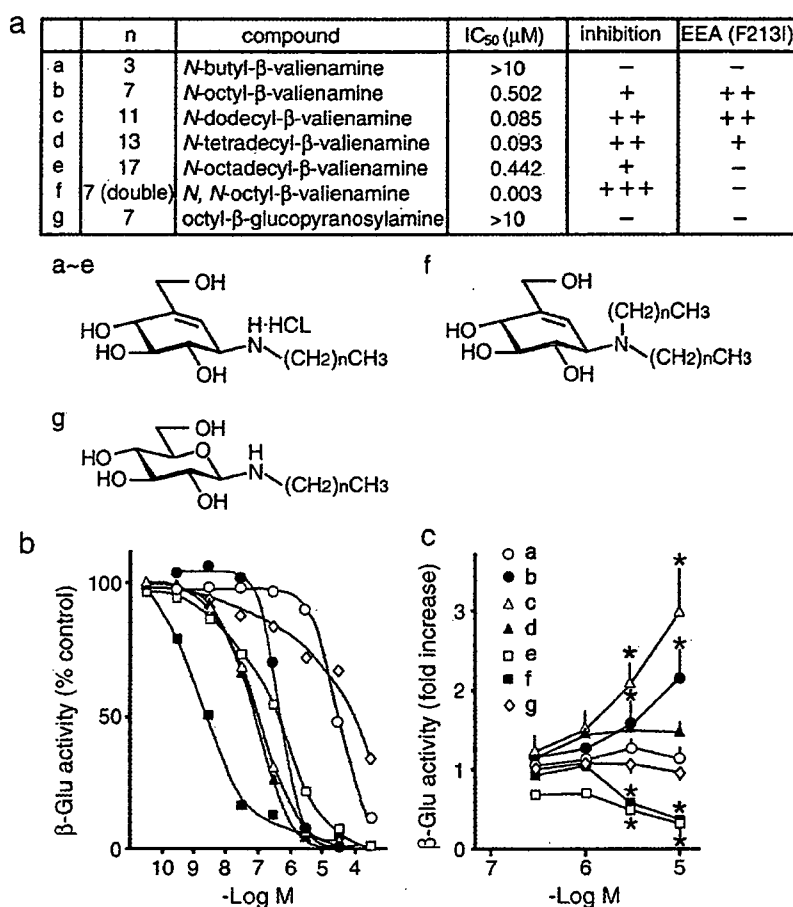 a
n compound IC50 (μM) inhibition EEA (F213I)
a 3 N-butyl-β-valienamine >10 − −
b 7 N-octyl-β-valienamine 0.502 + ++
c 11 N-dodecyl-β-valienamine 0.085 ++ ++
d 13 N-tetradecyl-β-valienamine 0.093 ++ +
e 17 N-octadecyl-β-valienamine 0.442 + −
f 7 (double) N, N-octyl-β-valienamine 0.003 +++ −
g 7 octyl-β-glucopyranosylamine >10 − −
a~e
OH
HO
HO
OH
H·HCL
N
(CH2)nCH3
f
OH
HO
HO
OH
(CH2)nCH3
N
(CH2)nCH3
g
OH
O
HO
HO
OH
H
N
(CH2)nCH3
b
β-Glu activity (% control)
100
50
0
10 9 8 7 6 5 4
-Log M
c
β-Glu activity (fold increase)
3
2
1
0
a
b
c
d
e
f
g
* * * * * * * *
7 6 5
-Log M